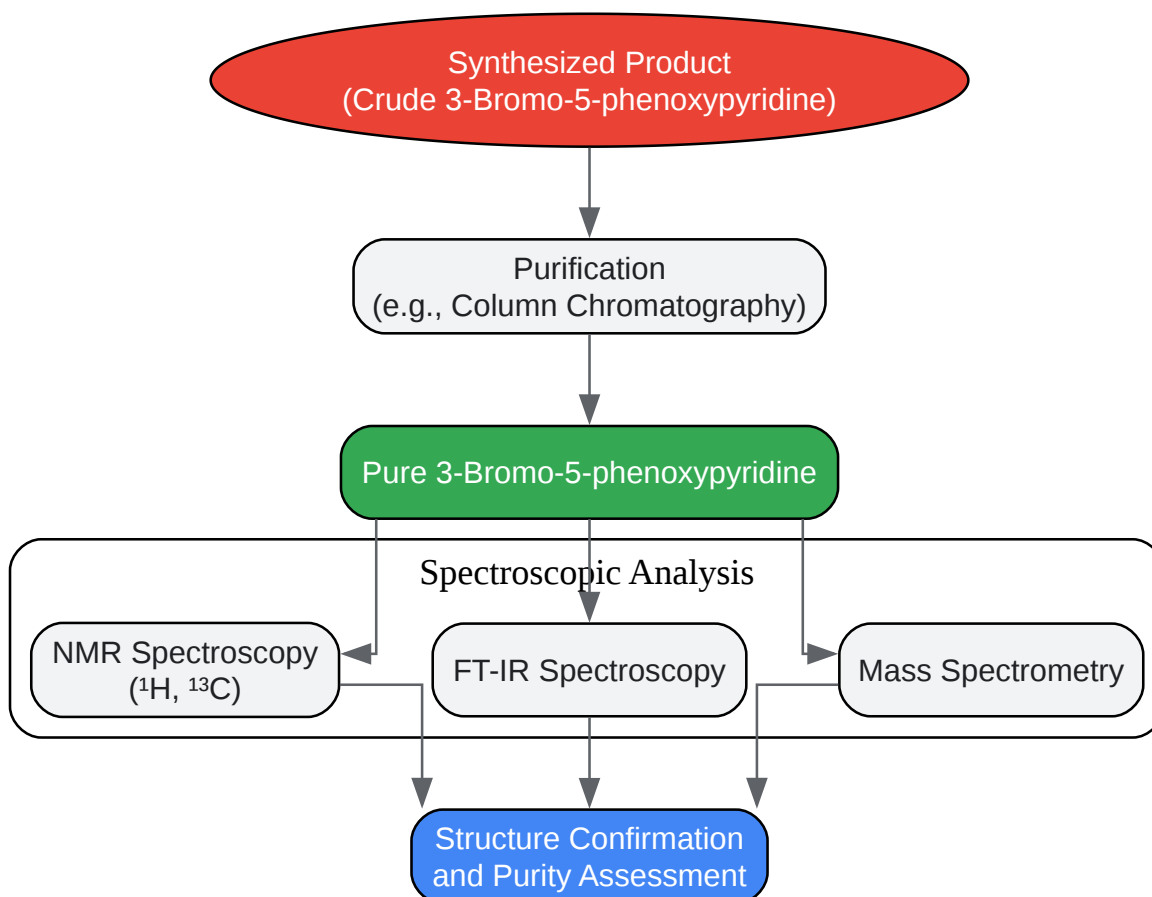 Synthesized Product
(Crude 3-Bromo-5-phenoxypyridine)
Purification
(e.g., Column Chromatography)
Pure 3-Bromo-5-phenoxypyridine
Spectroscopic Analysis
NMR Spectroscopy
(¹H, ¹³C)
FT-IR Spectroscopy
Mass Spectrometry
Structure Confirmation
and Purity Assessment